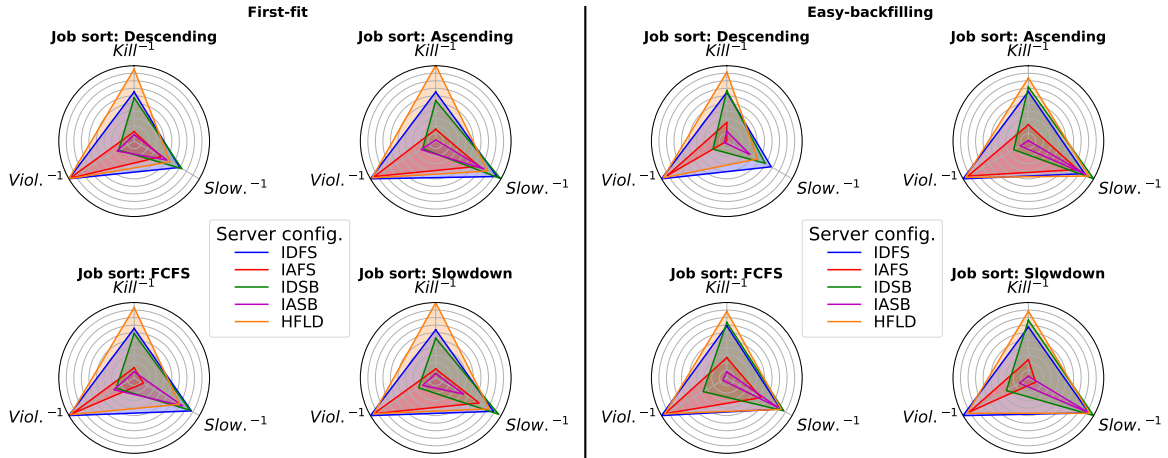 First-fit
Easy-backfilling
Job sort: Descending
Kill⁻¹
Viol. ⁻¹
Slow. ⁻¹
Job sort: Ascending
Kill⁻¹
Viol. ⁻¹
Slow. ⁻¹
Job sort: Descending
Kill⁻¹
Viol. ⁻¹
Slow. ⁻¹
Job sort: Ascending
Kill⁻¹
Viol. ⁻¹
Slow. ⁻¹
Server config.
IDFS
IAFS
IDSB
IASB
HFLD
Server config.
IDFS
IAFS
IDSB
IASB
HFLD
Job sort: FCFS
Kill⁻¹
Viol. ⁻¹
Slow. ⁻¹
Job sort: Slowdown
Kill⁻¹
Viol. ⁻¹
Slow. ⁻¹
Job sort: FCFS
Kill⁻¹
Viol. ⁻¹
Slow. ⁻¹
Job sort: Slowdown
Kill⁻¹
Viol. ⁻¹
Slow. ⁻¹